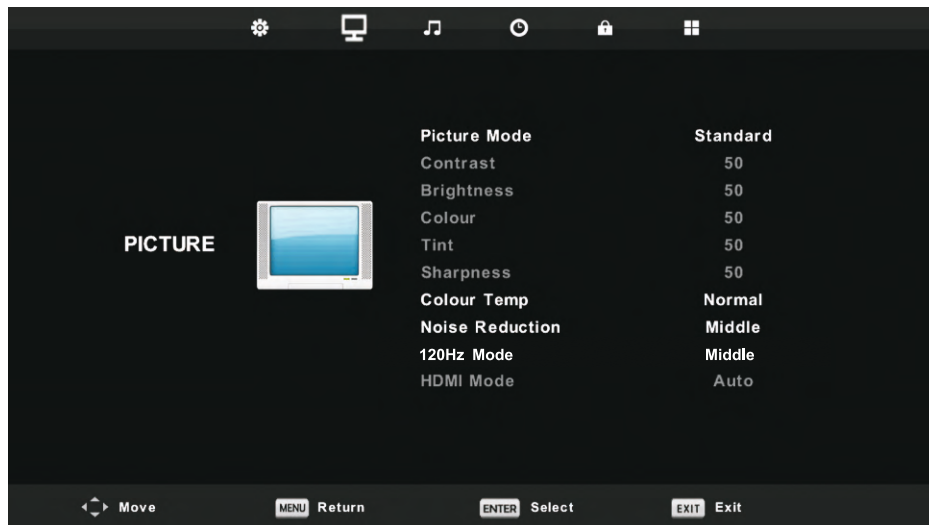 Picture Mode Standard
Contrast 50
Brightness 50
Colour 50
PICTURE
Tint 50
Sharpness 50
Colour Temp Normal
Noise Reduction Middle
120Hz Mode Middle
HDMI Mode Auto
Move MENU Return ENTER Select EXIT Exit